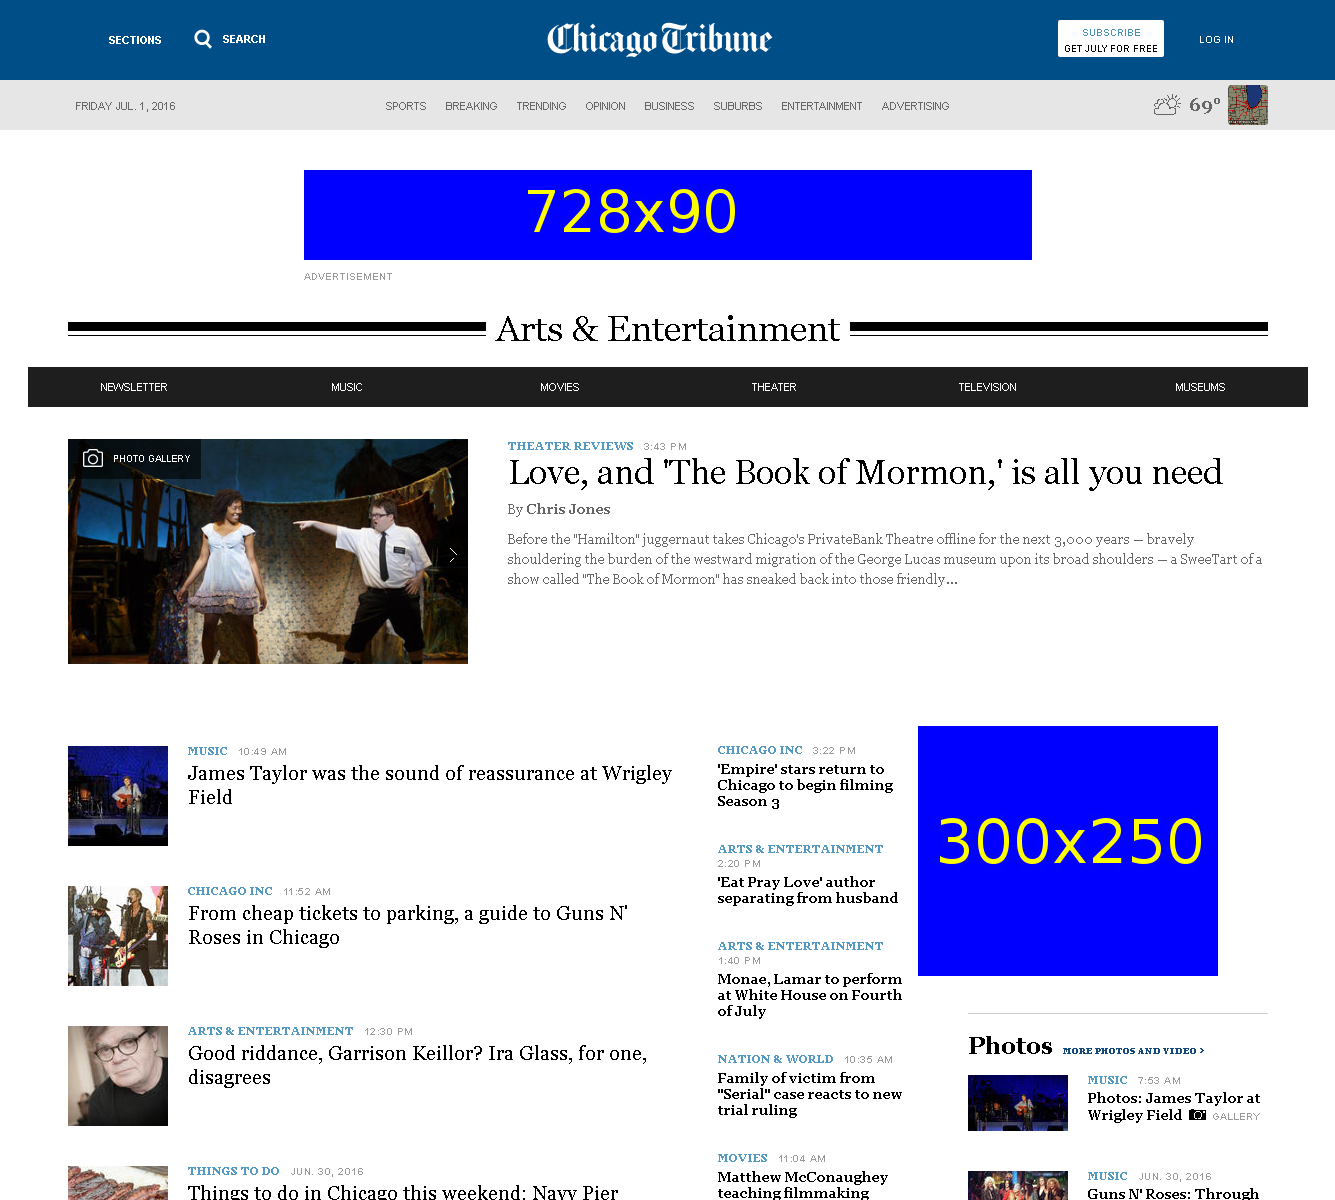 SECTIONS
SEARCH
Chicago Tribune
SUBSCRIBE
GET JULY FOR FREE
LOG IN
FRIDAY JUL. 1, 2016
SPORTS BREAKING TRENDING OPINION BUSINESS SUBURBS ENTERTAINMENT ADVERTISING
69°
728x90
ADVERTISEMENT
Arts & Entertainment
NEWSLETTER MUSIC MOVIES THEATER TELEVISION MUSEUMS
PHOTO GALLERY
THEATER REVIEWS 3:43 PM
Love, and 'The Book of Mormon,' is all you need
By Chris Jones
Before the "Hamilton" juggernaut takes Chicago's PrivateBank Theatre offline for the next 3,000 years — bravely
shouldering the burden of the westward migration of the George Lucas museum upon its broad shoulders — a SweeTart of a
show called "The Book of Mormon" has sneaked back into those friendly...
MUSIC 10:49 AM
James Taylor was the sound of reassurance at Wrigley
Field
CHICAGO INC 11:52 AM
From cheap tickets to parking, a guide to Guns N'
Roses in Chicago
ARTS & ENTERTAINMENT 12:30 PM
Good riddance, Garrison Keillor? Ira Glass, for one,
disagrees
THINGS TO DO JUN. 30, 2016
Things to do in Chicago this weekend: Navy Pier
CHICAGO INC 3:22 PM
'Empire' stars return to
Chicago to begin filming
Season 3
ARTS & ENTERTAINMENT
2:20 PM
'Eat Pray Love' author
separating from husband
ARTS & ENTERTAINMENT
1:40 PM
Monae, Lamar to perform
at White House on Fourth
of July
NATION & WORLD 10:35 AM
Family of victim from
"Serial" case reacts to new
trial ruling
MOVIES 11:04 AM
Matthew McConaughey
teaching filmmaking
300x250
Photos MORE PHOTOS AND VIDEO >
MUSIC 7:53 AM
Photos: James Taylor at
Wrigley Field GALLERY
MUSIC JUN. 30, 2016
Guns N' Roses: Through